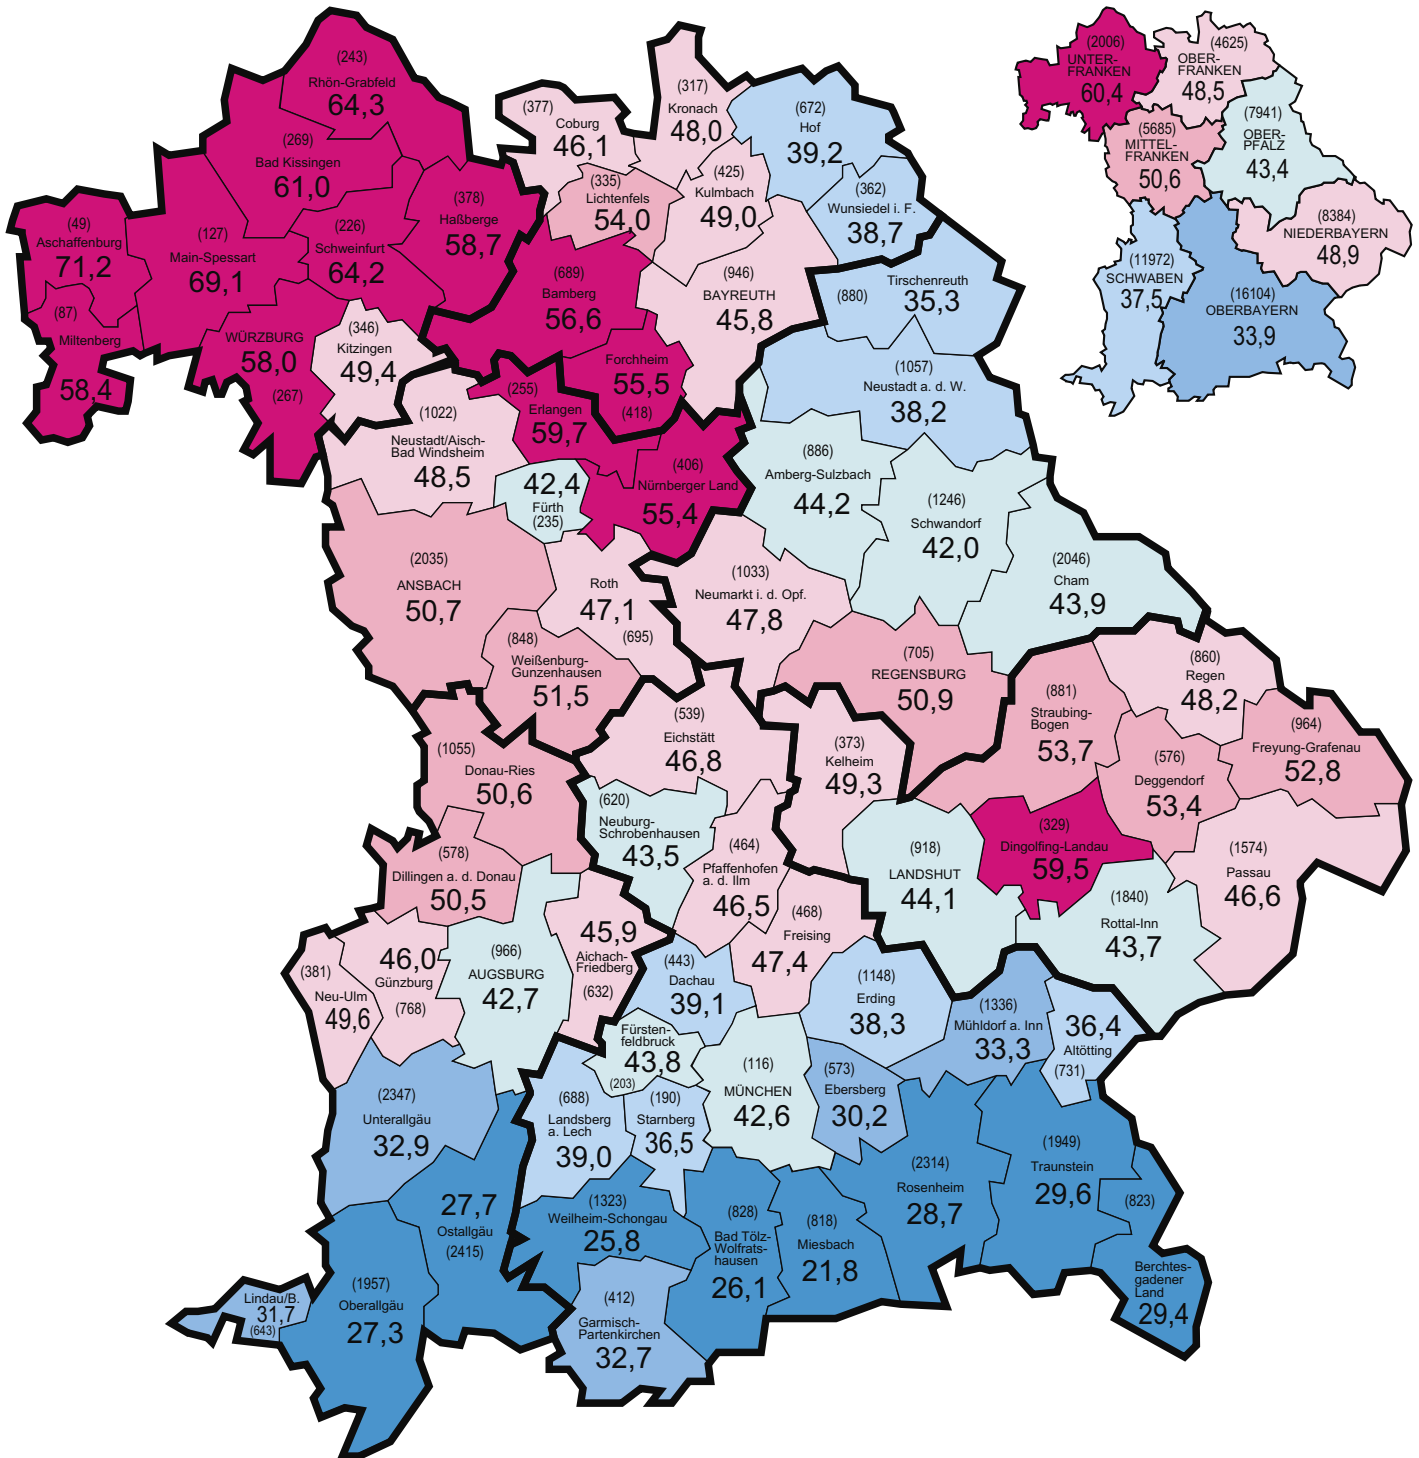 (243)
Rhön-Grabfeld
64,3
(269)
Bad Kissingen
61,0
(378)
Haßberge
58,7
(226)
Schweinfurt
64,2
(49)
Aschaffenburg
71,2
(127)
Main-Spessart
69,1
(87)
Miltenberg
58,4
WÜRZBURG
58,0
(267)
(346)
Kitzingen
49,4
(377)
Coburg
46,1
(317)
Kronach
48,0
(672)
Hof
39,2
(335)
Lichtenfels
54,0
(425)
Kulmbach
49,0
(362)
Wunsiedel i. F.
38,7
(689)
Bamberg
56,6
(946)
BAYREUTH
45,8
Forchheim
55,5
(418)
(880)
Tirschenreuth
35,3
(1057)
Neustadt a. d. W.
38,2
(886)
Amberg-Sulzbach
44,2
(1246)
Schwandorf
42,0
(2046)
Cham
43,9
(1033)
Neumarkt i. d. Opf.
47,8
(705)
REGENSBURG
50,9
(1022)
Neustadt/Aisch-
Bad Windsheim
48,5
(255)
Erlangen
59,7
42,4
Fürth
(235)
(406)
Nürnberger Land
55,4
(2035)
ANSBACH
50,7
Roth
47,1
(695)
(848)
Weißenburg-
Gunzenhausen
51,5
(860)
Regen
48,2
(881)
Straubing-
Bogen
53,7
(576)
Deggendorf
53,4
(964)
Freyung-Grafenau
52,8
(373)
Kelheim
49,3
(918)
LANDSHUT
44,1
(329)
Dingolfing-Landau
59,5
(1574)
Passau
46,6
(1840)
Rottal-Inn
43,7
(1055)
Donau-Ries
50,6
(578)
Dillingen a. d. Donau
50,5
(381)
Neu-Ulm
49,6
46,0
Günzburg
(768)
(966)
AUGSBURG
42,7
45,9
Aichach-
Friedberg
(632)
(2347)
Unterallgäu
32,9
27,7
Ostallgäu
(2415)
(1957)
Oberallgäu
27,3
Lindau/B.
31,7
(643)
(539)
Eichstätt
46,8
(620)
Neuburg-
Schrobenhausen
43,5
(464)
Pfaffenhofen
a. d. Ilm
46,5
(468)
Freising
47,4
(443)
Dachau
39,1
(1148)
Erding
38,3
(1336)
Mühldorf a. Inn
33,3
36,4
Altötting
(731)
Fürsten-
feldbruck
43,8
(203)
(116)
MÜNCHEN
42,6
(573)
Ebersberg
30,2
(688)
Landsberg
a. Lech
39,0
(190)
Starnberg
36,5
(1323)
Weilheim-Schongau
25,8
(412)
Garmisch-
Partenkirchen
32,7
(828)
Bad Tölz-
Wolfrats-
hausen
26,1
(818)
Miesbach
21,8
(2314)
Rosenheim
28,7
(1949)
Traunstein
29,6
(823)
Berchtes-
gadener
Land
29,4
(2006)
UNTER-
FRANKEN
60,4
(4625)
OBER-
FRANKEN
48,5
(5685)
MITTEL-
FRANKEN
50,6
(7941)
OBER-
PFALZ
43,4
(8384)
NIEDERBAYERN
48,9
(11972)
SCHWABEN
37,5
(16104)
OBERBAYERN
33,9